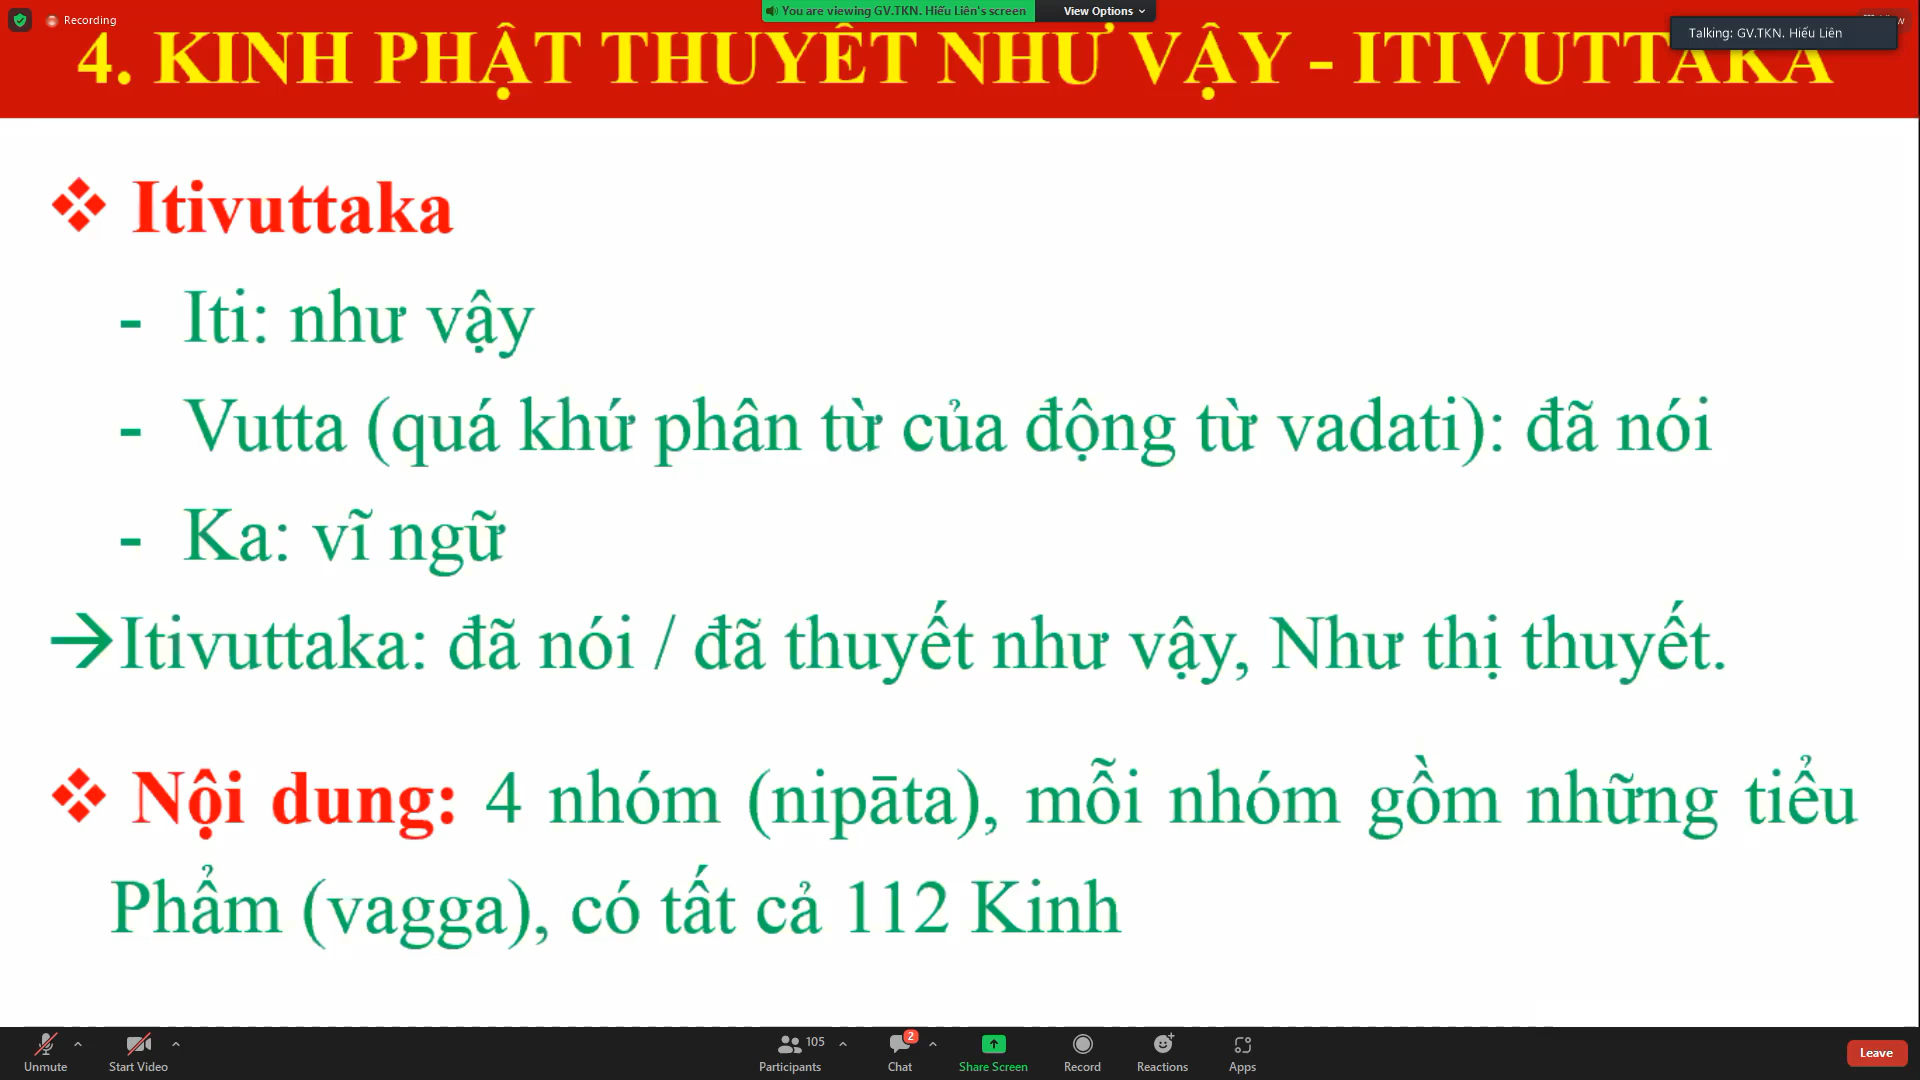 Recording
You are viewing GV.TKN. Hiếu Liên's screen
View Options
Talking: GV.TKN. Hiếu Liên
4. KINH PHẬT THUYẾT NHƯ VẬY - ITIVUTTAKA
❖ Itivuttaka
- Iti: như vậy
- Vutta (quá khứ phân từ của động từ vadati): đã nói
- Ka: vĩ ngữ
→Itivuttaka: đã nói / đã thuyết như vậy, Như thị thuyết.
❖ Nội dung: 4 nhóm (nipāta), mỗi nhóm gồm những tiểu
Phẩm (vagga), có tất cả 112 Kinh
105
2
Unmute
Start Video
Participants
Chat
Share Screen
Record
Reactions
Apps
Leave